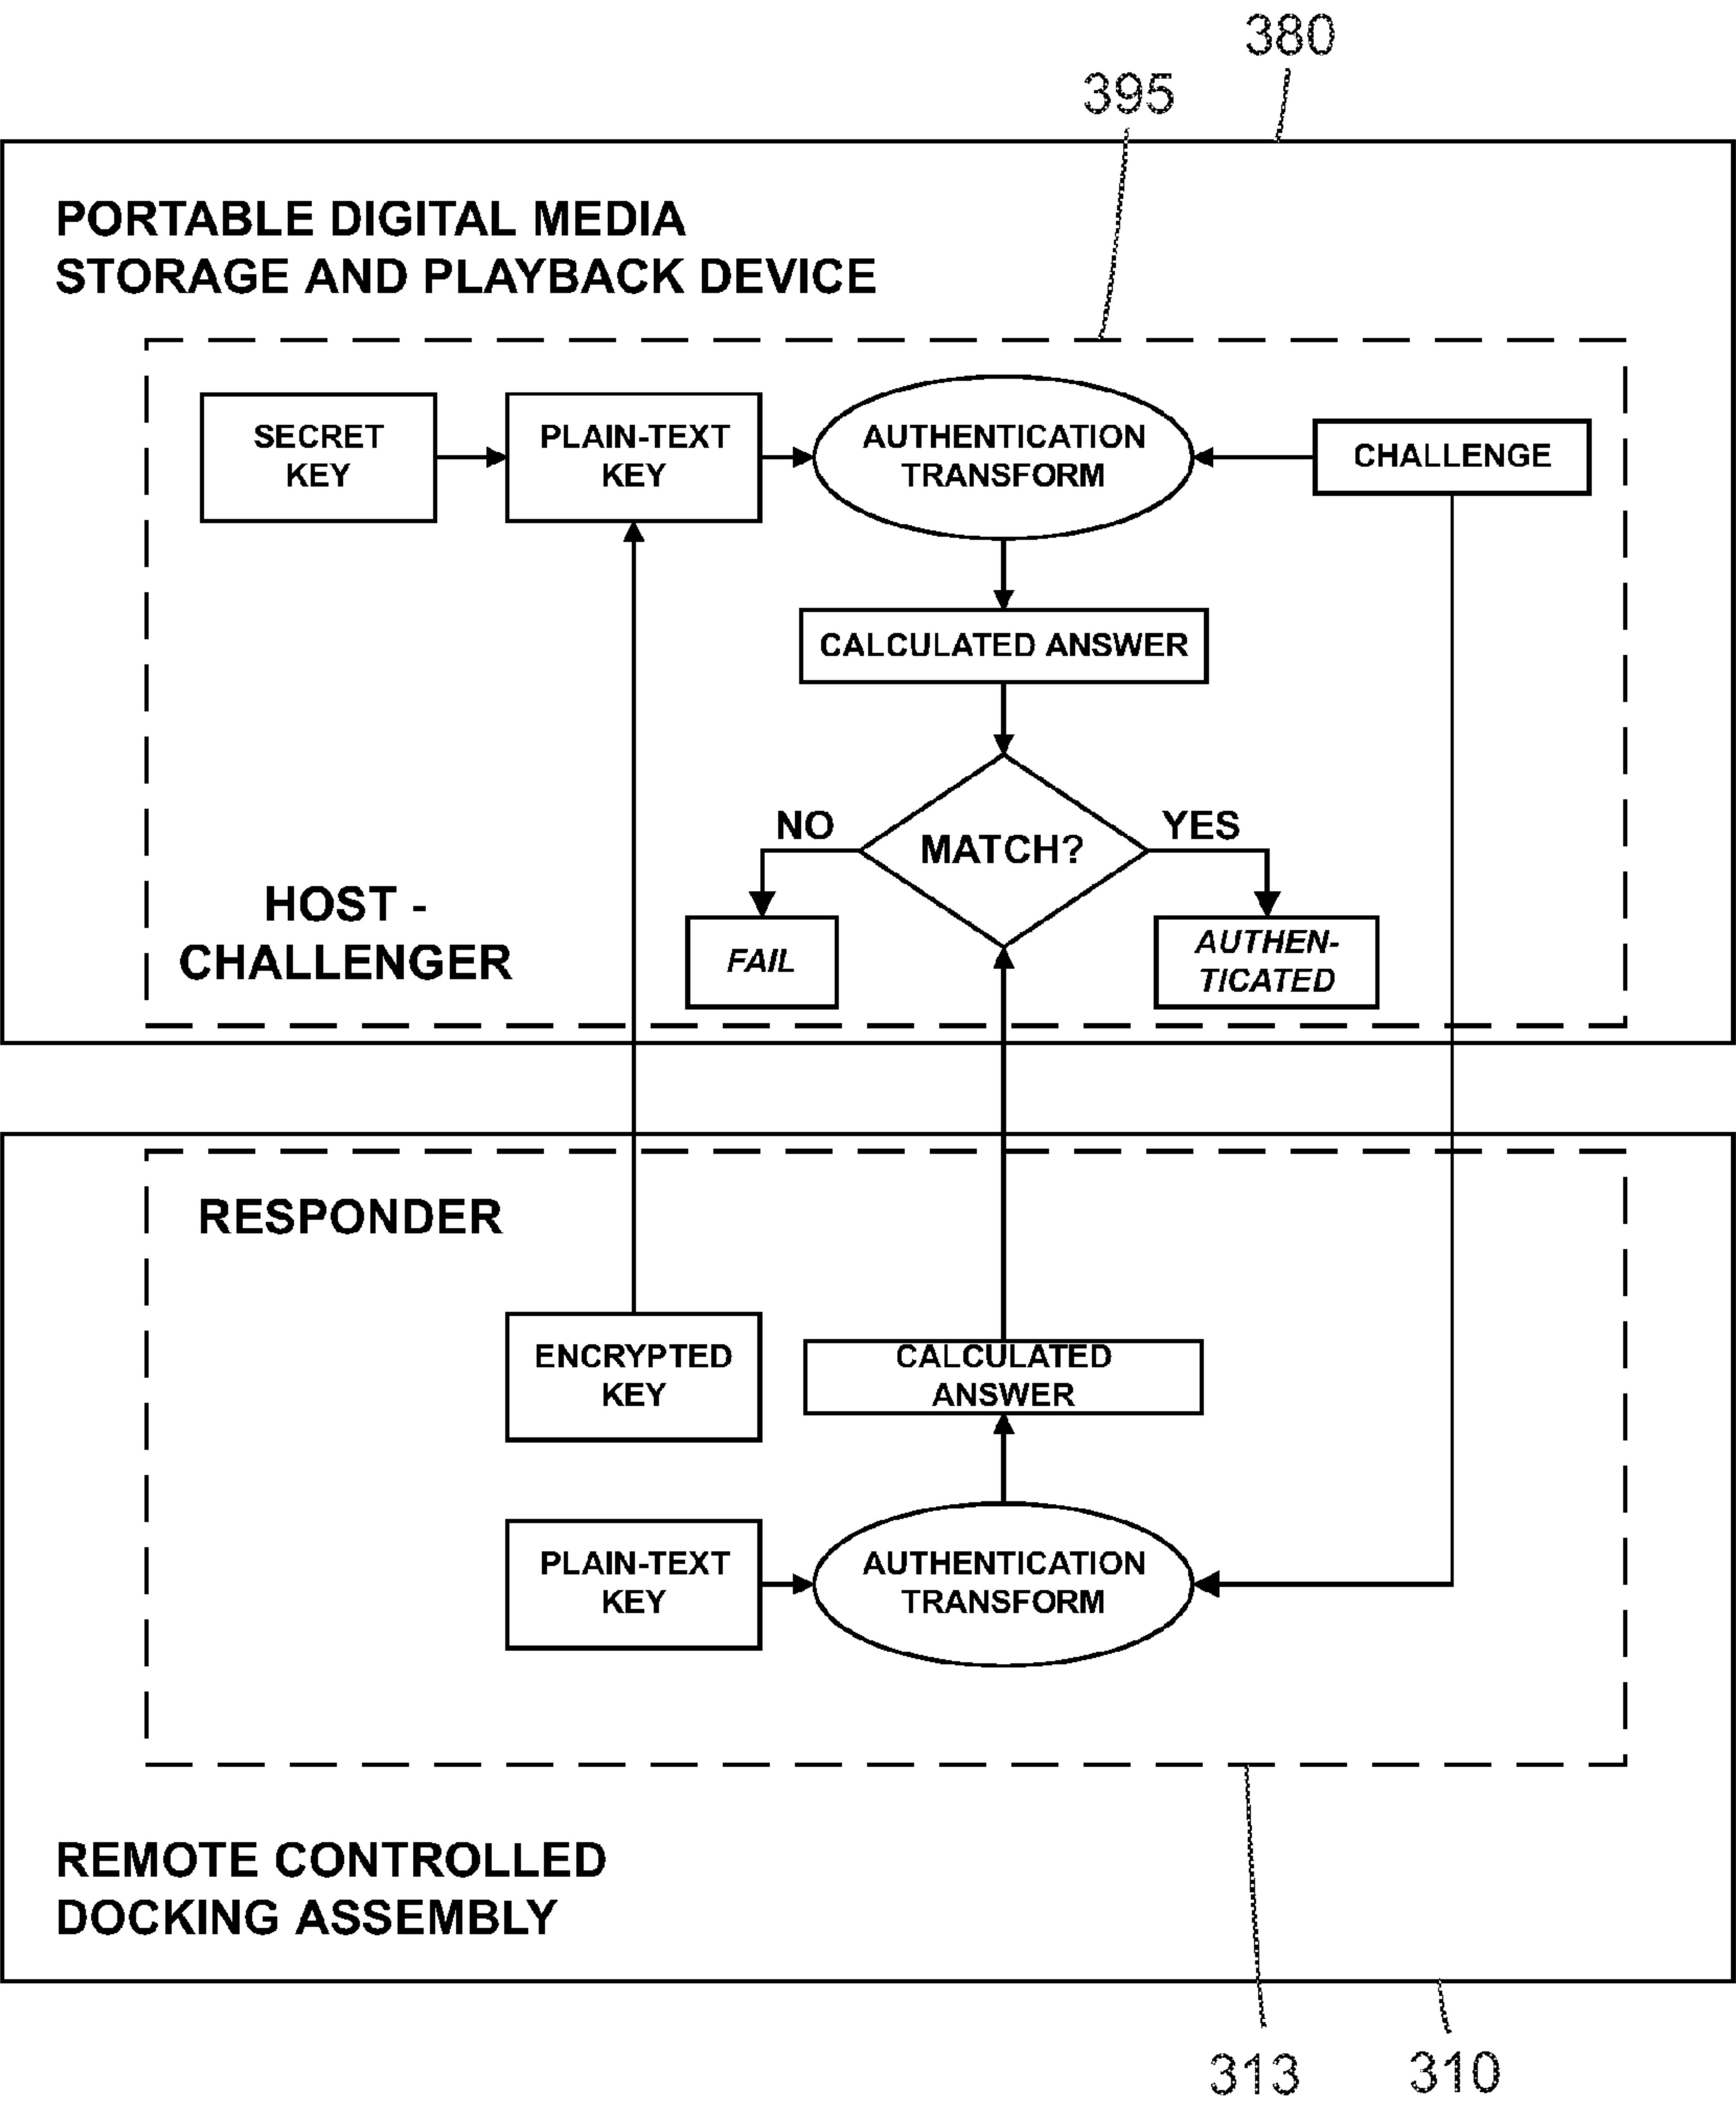 380
395
PORTABLE DIGITAL MEDIA
STORAGE AND PLAYBACK DEVICE
SECRET
KEY
PLAIN-TEXT
KEY
AUTHENTICATION
TRANSFORM
CHALLENGE
CALCULATED ANSWER
MATCH?
NO
YES
FAIL
AUTHEN-
TICATED
HOST -
CHALLENGER
RESPONDER
ENCRYPTED
KEY
CALCULATED
ANSWER
PLAIN-TEXT
KEY
AUTHENTICATION
TRANSFORM
REMOTE CONTROLLED
DOCKING ASSEMBLY
313
310